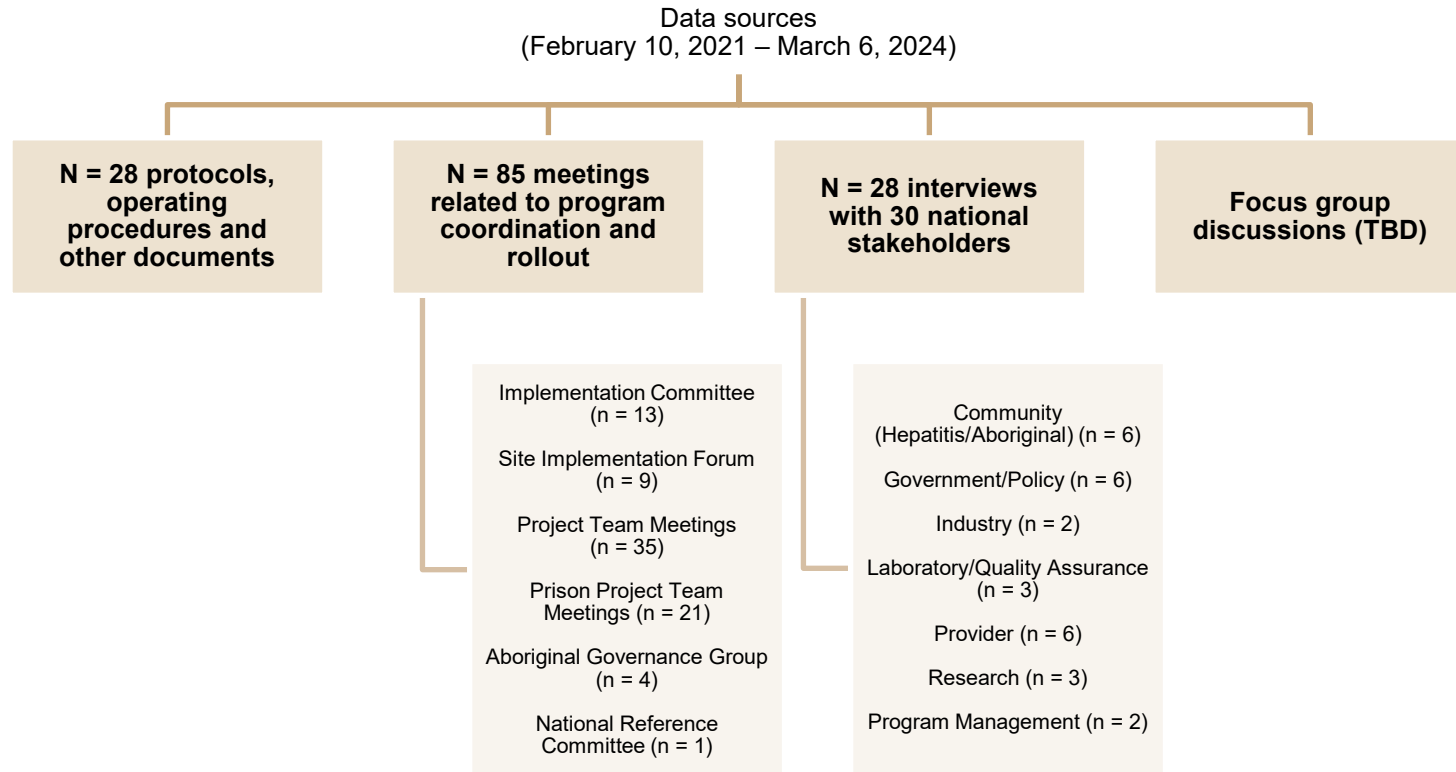 Data sources
(February 10, 2021 – March 6, 2024)
N = 28 protocols,
operating
procedures and
other documents
N = 85 meetings
related to program
coordination and
rollout
N = 28 interviews
with 30 national
stakeholders
Focus group
discussions (TBD)
Implementation Committee
(n = 13)
Site Implementation Forum
(n = 9)
Project Team Meetings
(n = 35)
Prison Project Team
Meetings (n = 21)
Aboriginal Governance Group
(n = 4)
National Reference
Committee (n = 1)
Community
(Hepatitis/Aboriginal) (n = 6)
Government/Policy (n = 6)
Industry (n = 2)
Laboratory/Quality Assurance
(n = 3)
Provider (n = 6)
Research (n = 3)
Program Management (n = 2)